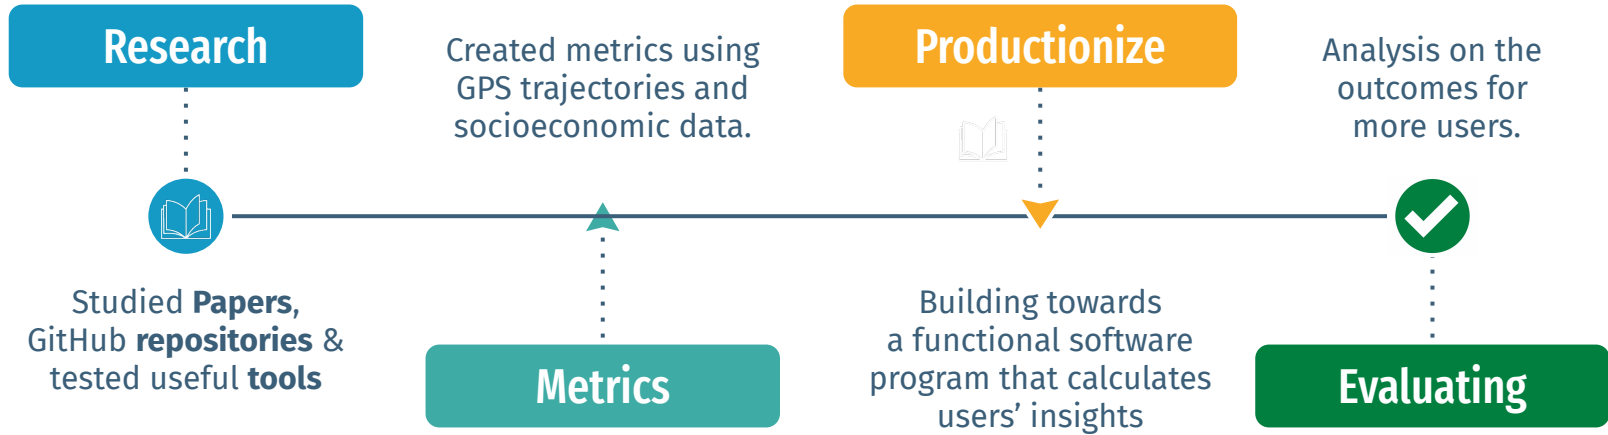 Research
Studied Papers,
GitHub repositories &
tested useful tools
Created metrics using
GPS trajectories and
socioeconomic data.
Metrics
Productionize
Building towards
a functional software
program that calculates
users’ insights
Analysis on the
outcomes for
more users.
Evaluating